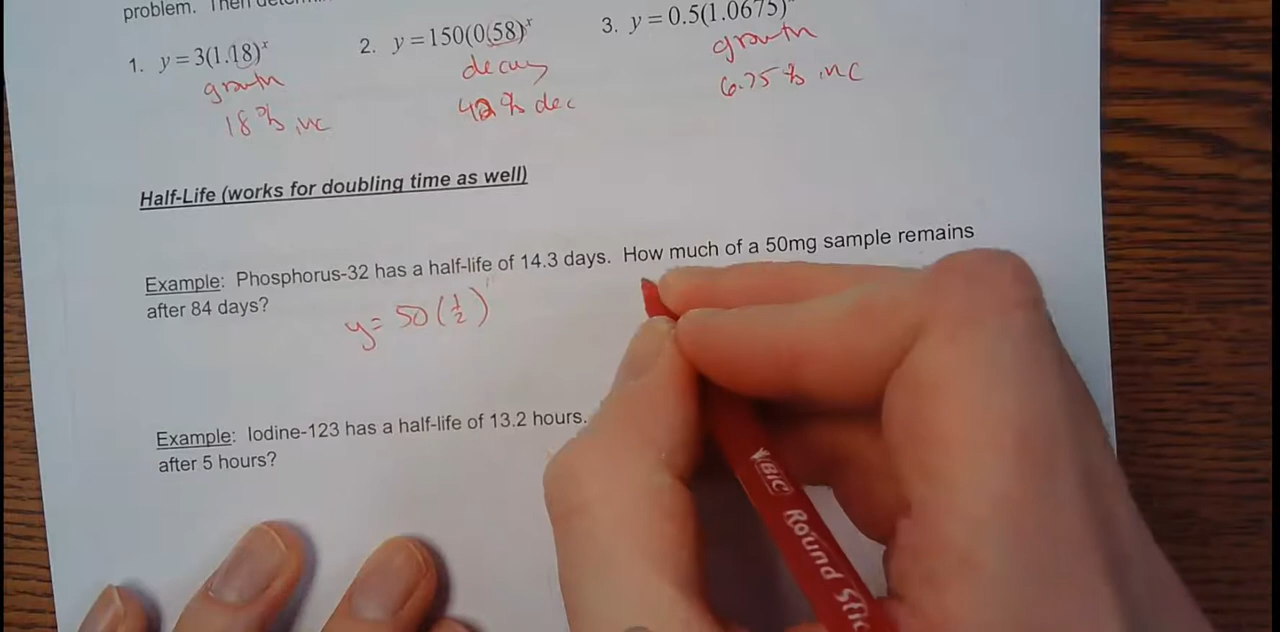 problem. Then
1. y = 3(1.18)^x 2. y = 150(0.58)^x 3. y = 0.5(1.0675)^x
growth decay growth
18% inc 42% dec 6.75% inc
Half-Life (works for doubling time as well)
Example: Phosphorus-32 has a half-life of 14.3 days. How much of a 50mg sample remains
after 84 days?
y = 50(½)
Example: Iodine-123 has a half-life of 13.2 hours.
after 5 hours?
BIC Round Stic